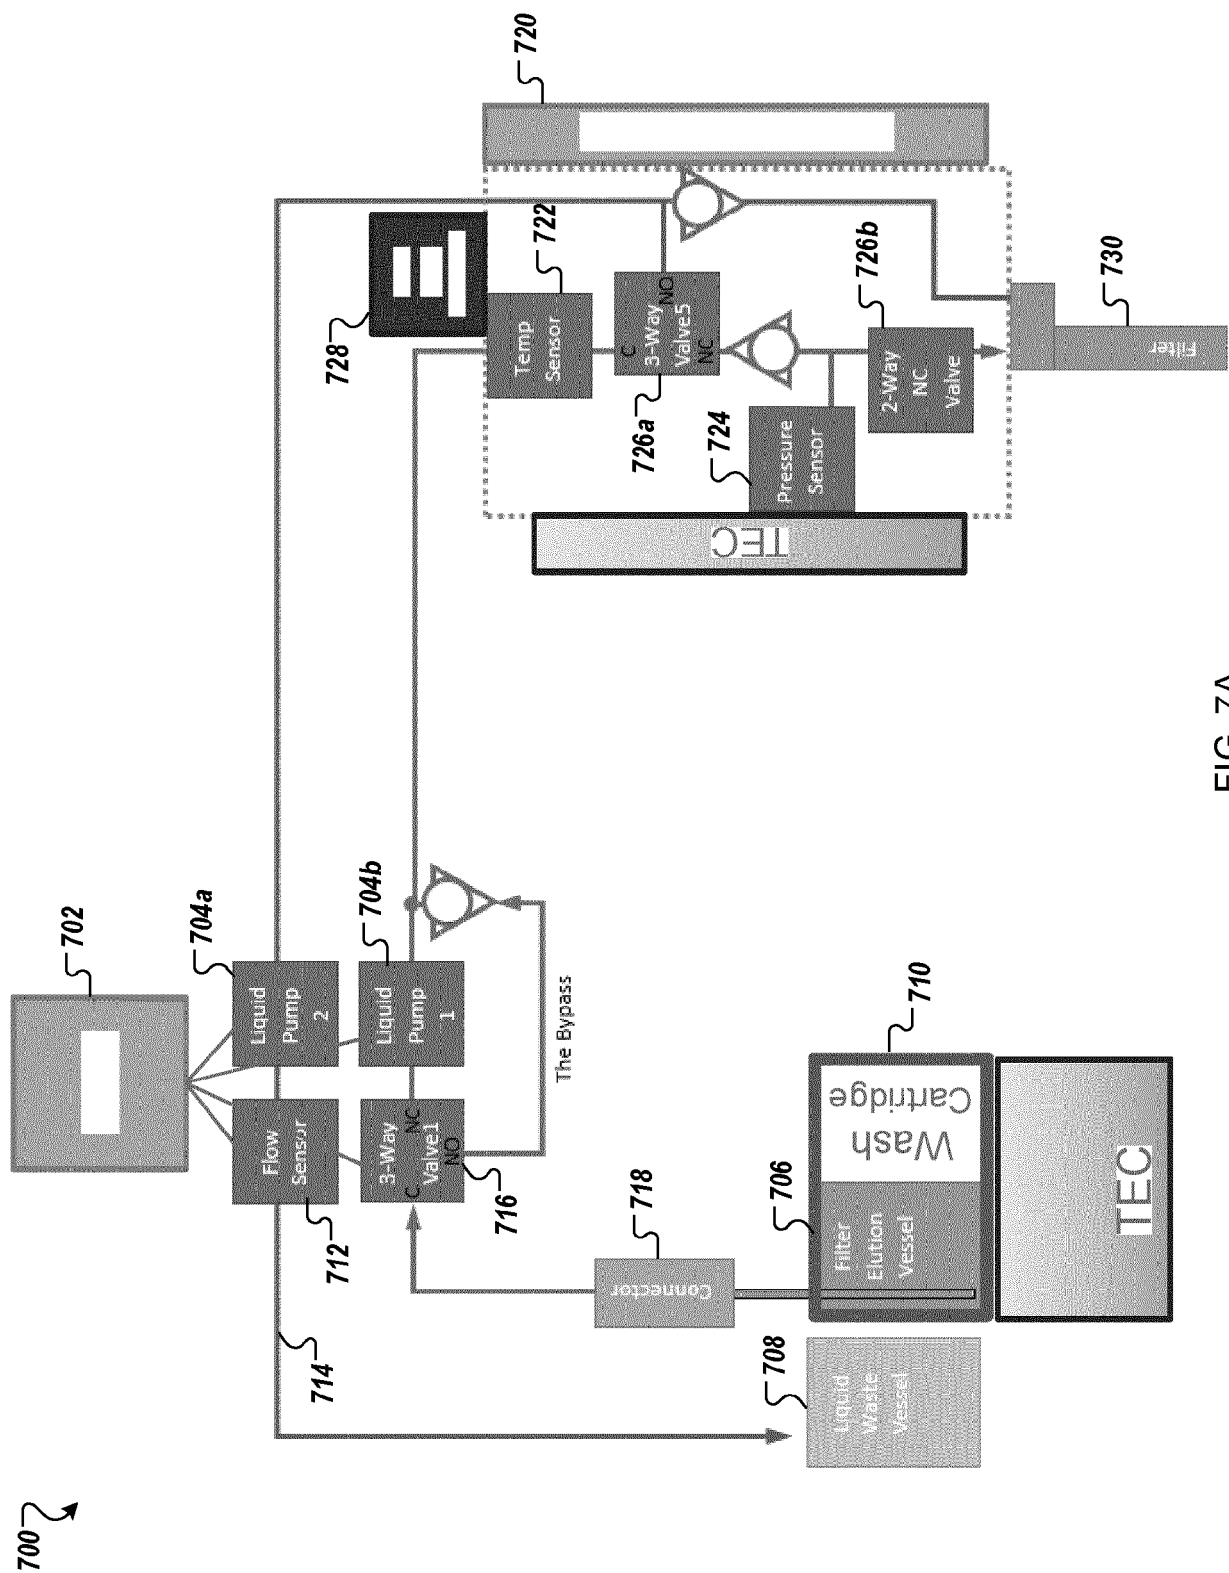 700
702
704a
Liquid
Pump
2
704b
Liquid
Pump
1
Flow
Sensor
712
3-Way
Valve1
C
NC
NO
716
714
The Bypass
718
Connector
706
Filter
Elution
Vessel
Wash
Cartridge
710
TEC
708
Liquid
Waste
Vessel
720
728
722
Temp
Sensor
726a
3-Way
Valve5
C
NO
NC
724
Pressure
Sensor
726b
2-Way
NC
Valve
TEC
730
Filter
FIG. 7A